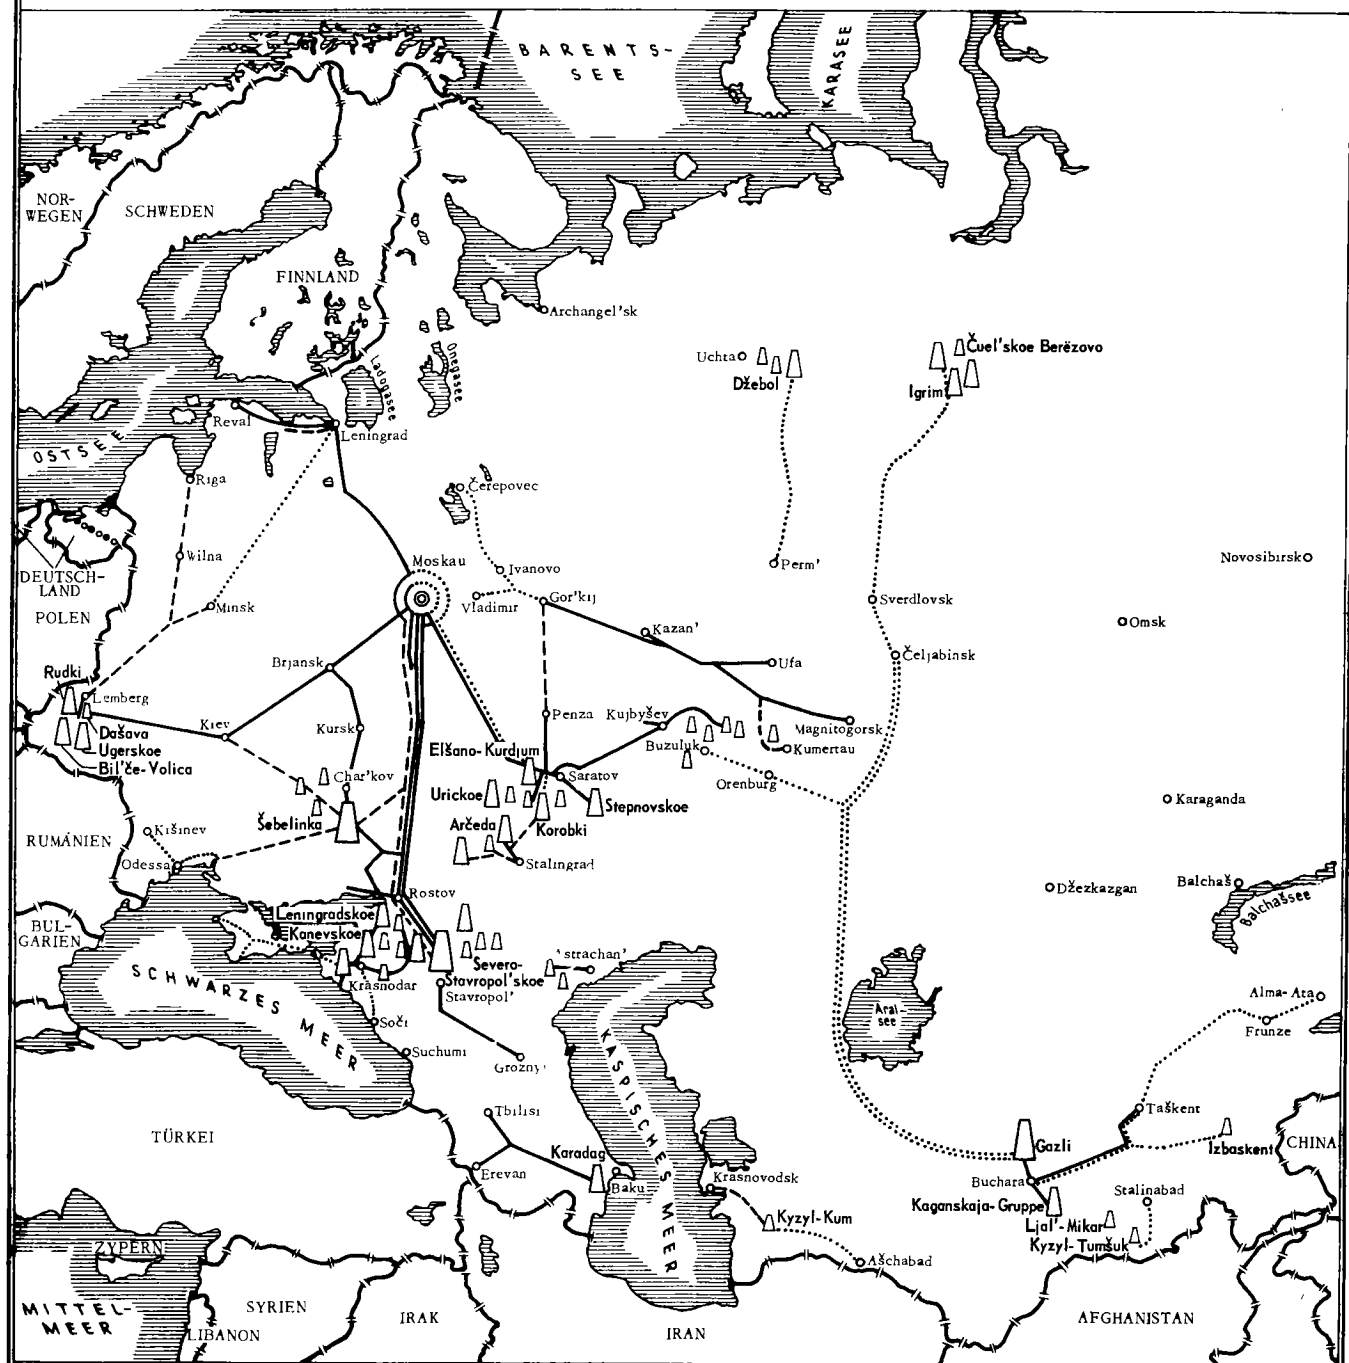 BARENTS-
SEE
KARASEE
NOR-
WEGEN
SCHWEDEN
FINNLAND
Archangel'sk
Ladogasee
Onegasee
Uchta
Džebol
Čuel'skoe Berëzovo
Igrim
Reval
Leningrad
OSTSEE
Riga
Čerepovec
Wilna
Moskau
Ivanovo
Perm'
Novosibirsk
DEUTSCH-
LAND
POLEN
Minsk
Vladimir
Gor'kij
Sverdlovsk
Kazan'
Omsk
Brjansk
Ufa
Čeljabinsk
Rudki
Lemberg
Kiev
Kursk
Penza
Kujbyšev
Magnitogorsk
Dašava
Ugerskoe
Bil'če-Volica
Elšano-Kurdjum
Buzuluk
Kumertau
Char'kov
Saratov
Orenburg
Urickoe
Stepnovskoe
Karaganda
Šebelinka
Arčeda
Korobki
RUMÄNIEN
Kišinev
Odessa
Stalingrad
Rostov
Džezkazgan
Balchaš
Balchašsee
BUL-
GARIEN
Leningradskoe
Kanevskoe
Severo-
Stavropol'skoe
strachan'
SCHWARZES MEER
Krasnodar
Stavropol'
Soči
Suchumi
Grozny'
KASPISCHES MEER
Aral-
see
Alma-Ata
Frunze
Tbilisi
Taškent
TÜRKEI
Karadag
Gazli
Izbaskent
CHINA
Erevan
Baku
Krasnovodsk
Buchara
Stalinabad
Kaganskaja-Gruppe
Kyzyl-Kum
Ljal'-Mikar
Kyzyl-Tumšuk
ZYPERN
Ašchabad
MITTEL-
MEER
SYRIEN
LIBANON
IRAK
IRAN
AFGHANISTAN